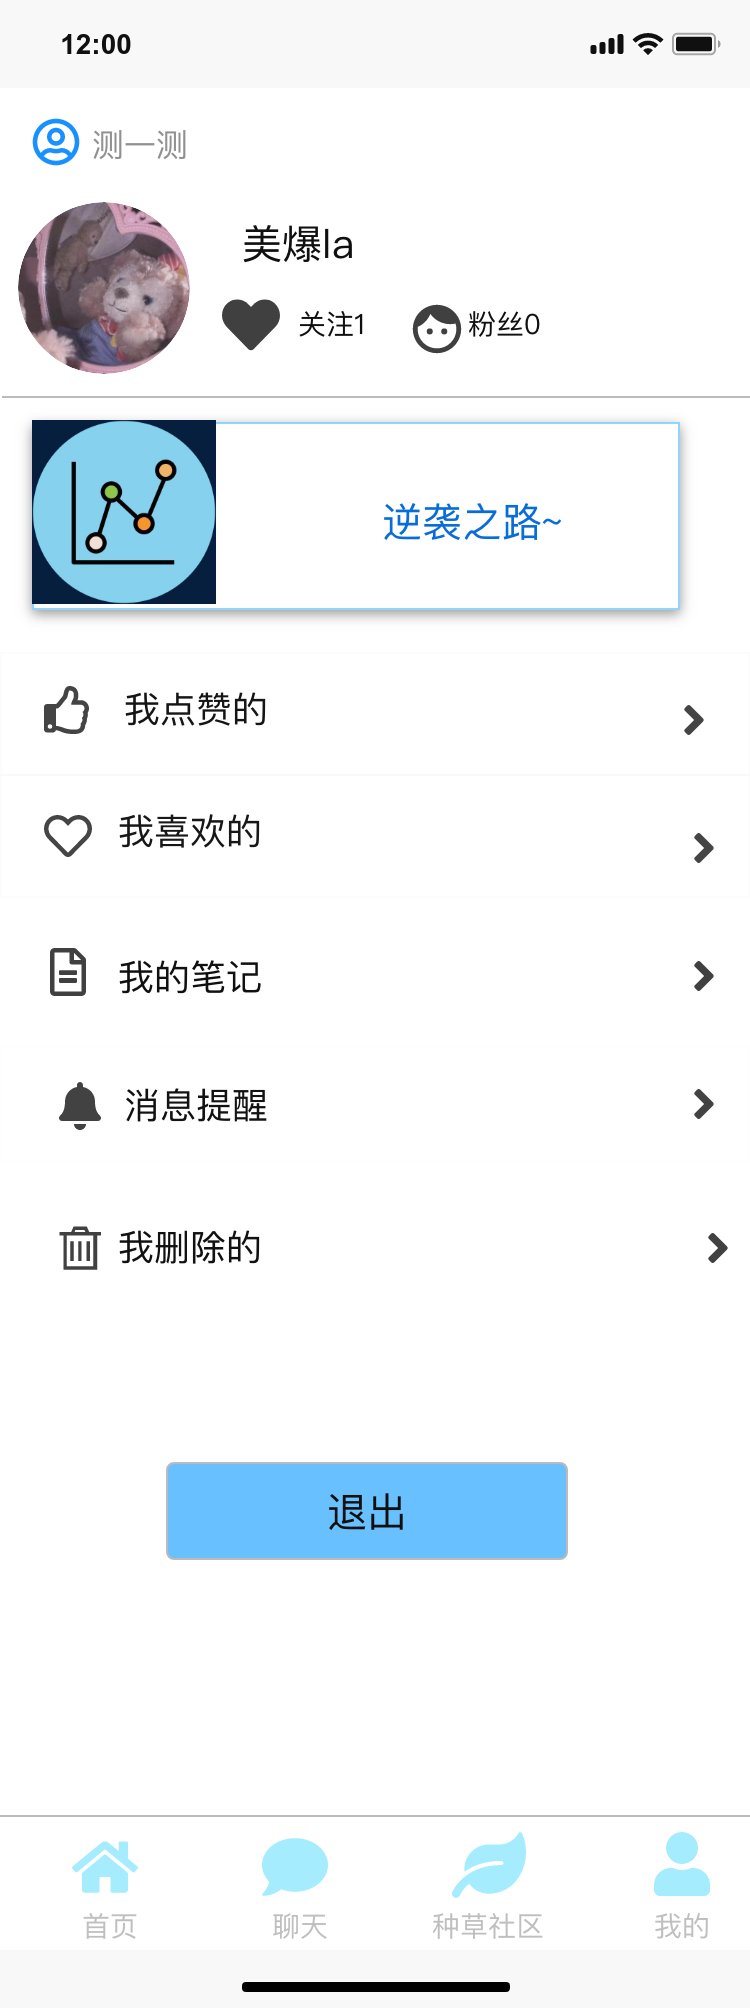 12:00
测一测
美爆la
关注1 粉丝0
逆袭之路~
我点赞的
我喜欢的
我的笔记
消息提醒
我删除的
退出
首页 聊天 种草社区 我的